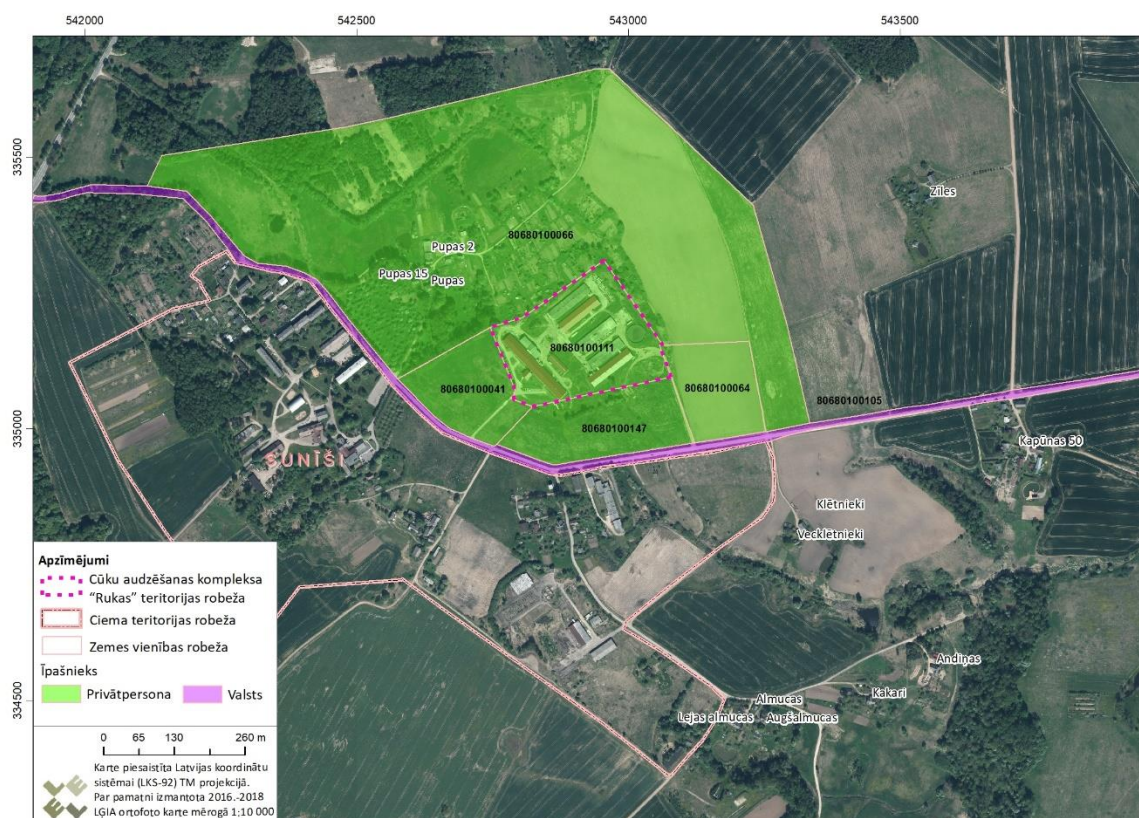 542000
542500
543000
543500
335500
335000
334500
Zīles
80680100066
Pupas 2
Pupas 15
Pupas
80680100111
80680100041
80680100064
80680100105
80680100147
Kapūnas 50
SUNĪŠI
Klētnieki
Vecklētnieki
Andiņas
Kakari
Almucas
Lejas almucas
Augšalmucas
Apzīmējumi
Cūku audzēšanas kompleksa
"Rukas" teritorijas robeža
Ciema teritorijas robeža
Zemes vienības robeža
Īpašnieks
Privātpersona
Valsts
0 65 130 260 m
Karte piesaistīta Latvijas koordinātu
sistēmai (LKS-92) TM projekcijā.
Par pamatni izmantota 2016.-2018
LĢIA ortofoto karte mērogā 1:10 000